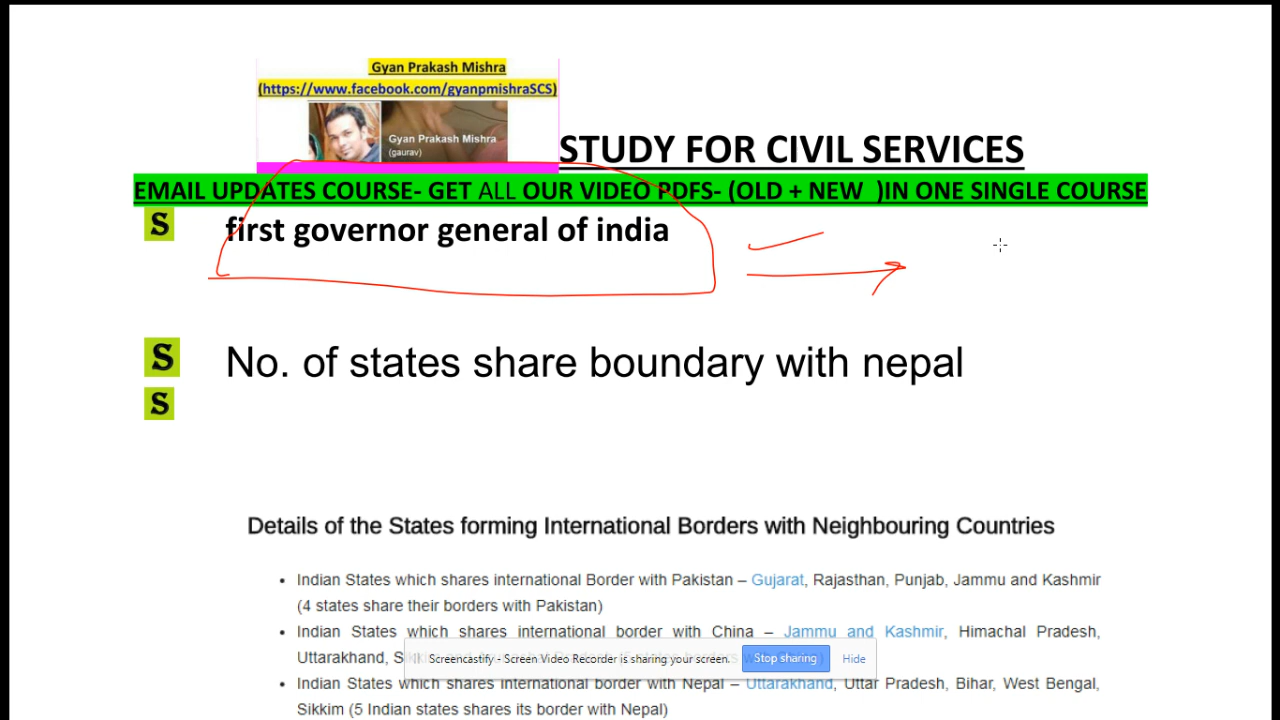 Gyan Prakash Mishra
(https://www.facebook.com/gyanpmishraSCS)
Gyan Prakash Mishra
(gaurav)
STUDY FOR CIVIL SERVICES
EMAIL UPDATES COURSE- GET ALL OUR VIDEO PDFS- (OLD + NEW )IN ONE SINGLE COURSE
S first governor general of india
S No. of states share boundary with nepal
S
Details of the States forming International Borders with Neighbouring Countries
• Indian States which shares international Border with Pakistan – Gujarat, Rajasthan, Punjab, Jammu and Kashmir
(4 states share their borders with Pakistan)
• Indian States which shares international border with China – Jammu and Kashmir, Himachal Pradesh,
Uttarakhand,
Screencastify - Screen Video Recorder is sharing your screen. Stop sharing Hide
• Indian States which shares international border with Nepal – Uttarakhand, Uttar Pradesh, Bihar, West Bengal,
Sikkim (5 Indian states shares its border with Nepal)